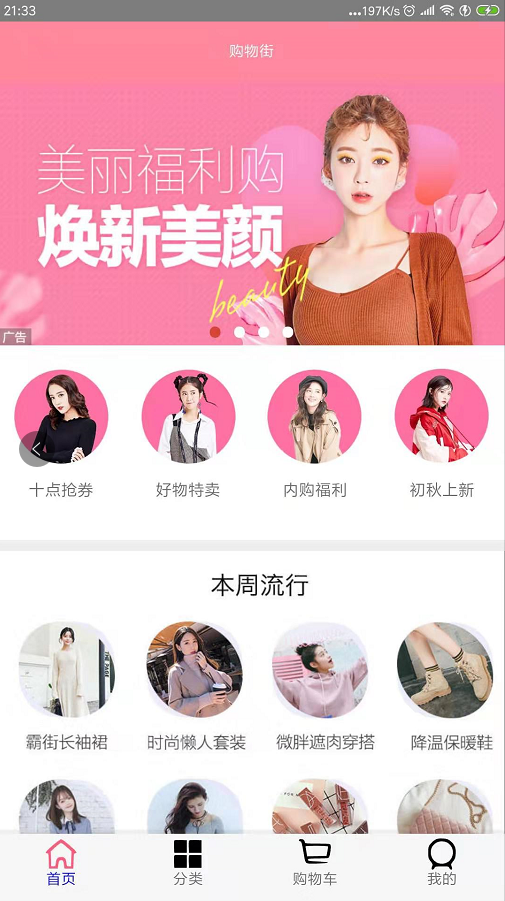 21:33
...197K/s
购物街
美丽福利购
焕新美颜
beauty
广告
十点抢券
好物特卖
内购福利
初秋上新
本周流行
霸街长袖裙
时尚懒人套装
微胖遮肉穿搭
降温保暖鞋
首页
分类
购物车
我的